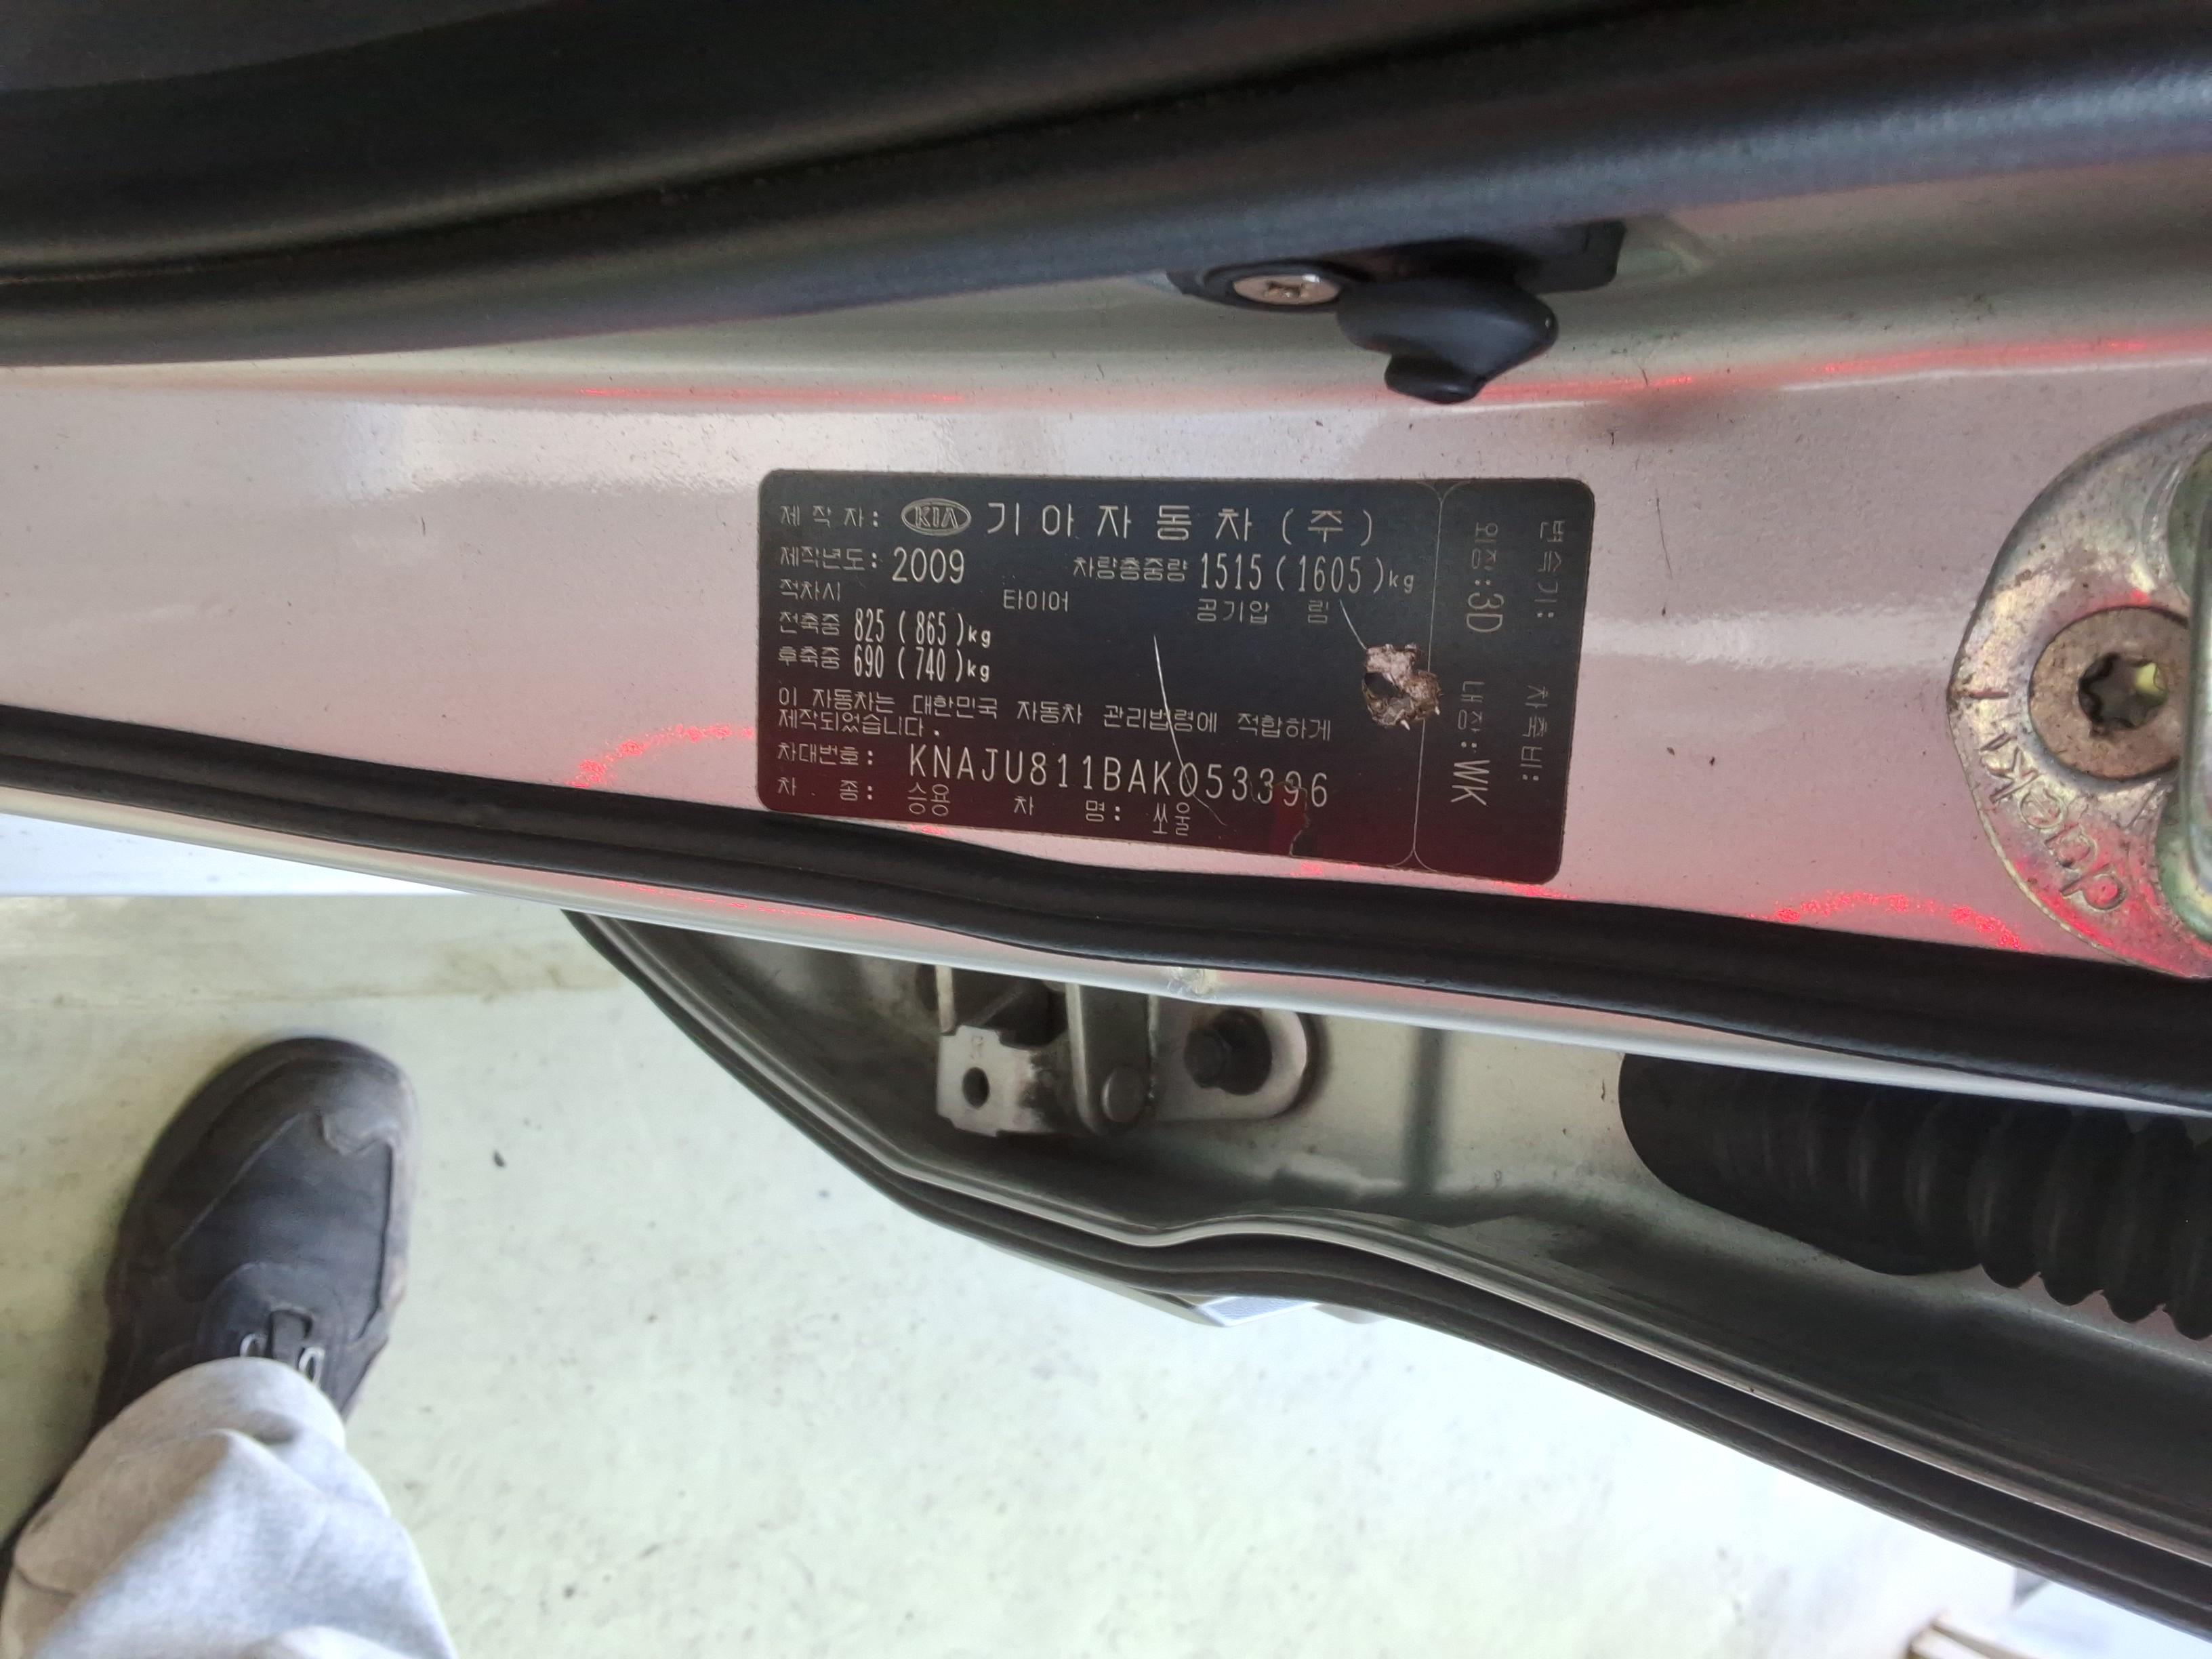 제 작 자: KIA 기 아 자 동 차 (주)
제작년도: 2009 차량총중량 1515 (1605)kg
적차시 타이어 공기압 림
전축중 825 (865)kg
후축중 690 (740)kg
이 자동차는 대한민국 자동차 관리법령에 적합하게
제작되었습니다.
차대번호: KNAJU811BAK053396
차 종: 승용 차 명: 쏘울
변속기: 차축비:
외장:3D 내장:WK